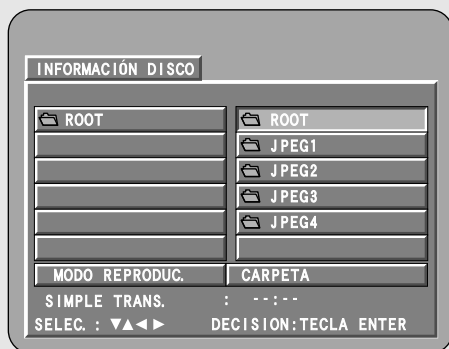 INFORMACIÓN DISCO
ROOT ROOT
JPEG1
JPEG2
JPEG3
JPEG4
MODO REPRODUC. CARPETA
SIMPLE TRANS. : --:--
SELEC. : ▼▲◄► DECISION:TECLA ENTER